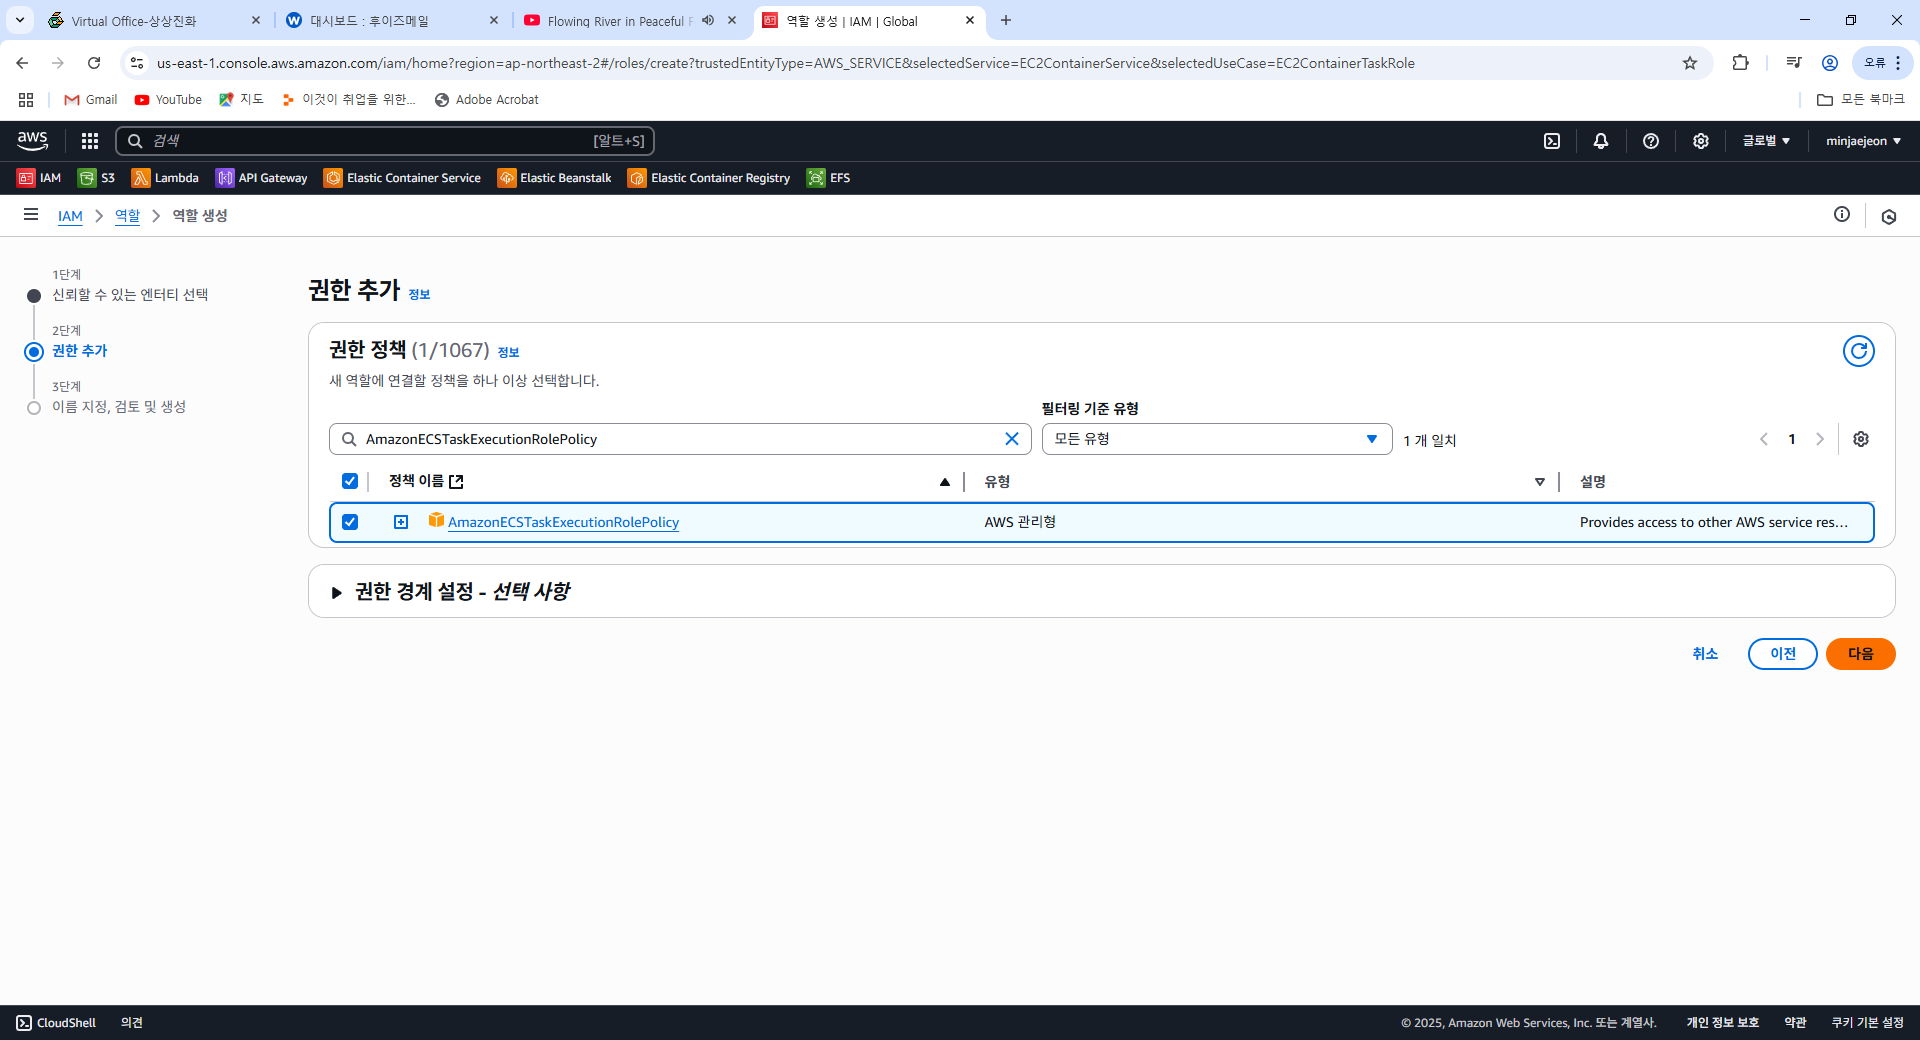 Virtual Office-상상진화
대시보드 : 후이즈메일
Flowing River in Peaceful F
역할 생성 | IAM | Global
us-east-1.console.aws.amazon.com/iam/home?region=ap-northeast-2#/roles/create?trustedEntityType=AWS_SERVICE&selectedService=EC2ContainerService&selectedUseCase=EC2ContainerTaskRole
오류
Gmail
YouTube
지도
이것이 취업을 위한...
Adobe Acrobat
모든 북마크
aws
검색
[알트+S]
글로벌
minjaejeon
IAM
S3
Lambda
API Gateway
Elastic Container Service
Elastic Beanstalk
Elastic Container Registry
EFS
IAM
역할
역할 생성
1단계
신뢰할 수 있는 엔터티 선택
2단계
권한 추가
3단계
이름 지정, 검토 및 생성
권한 추가 정보
권한 정책 (1/1067) 정보
새 역할에 연결할 정책을 하나 이상 선택합니다.
필터링 기준 유형
AmazonECSTaskExecutionRolePolicy
모든 유형
1 개 일치
1
정책 이름
유형
설명
AmazonECSTaskExecutionRolePolicy
AWS 관리형
Provides access to other AWS service res...
권한 경계 설정 - 선택 사항
취소
이전
다음
CloudShell
의견
© 2025, Amazon Web Services, Inc. 또는 계열사.
개인 정보 보호
약관
쿠키 기본 설정